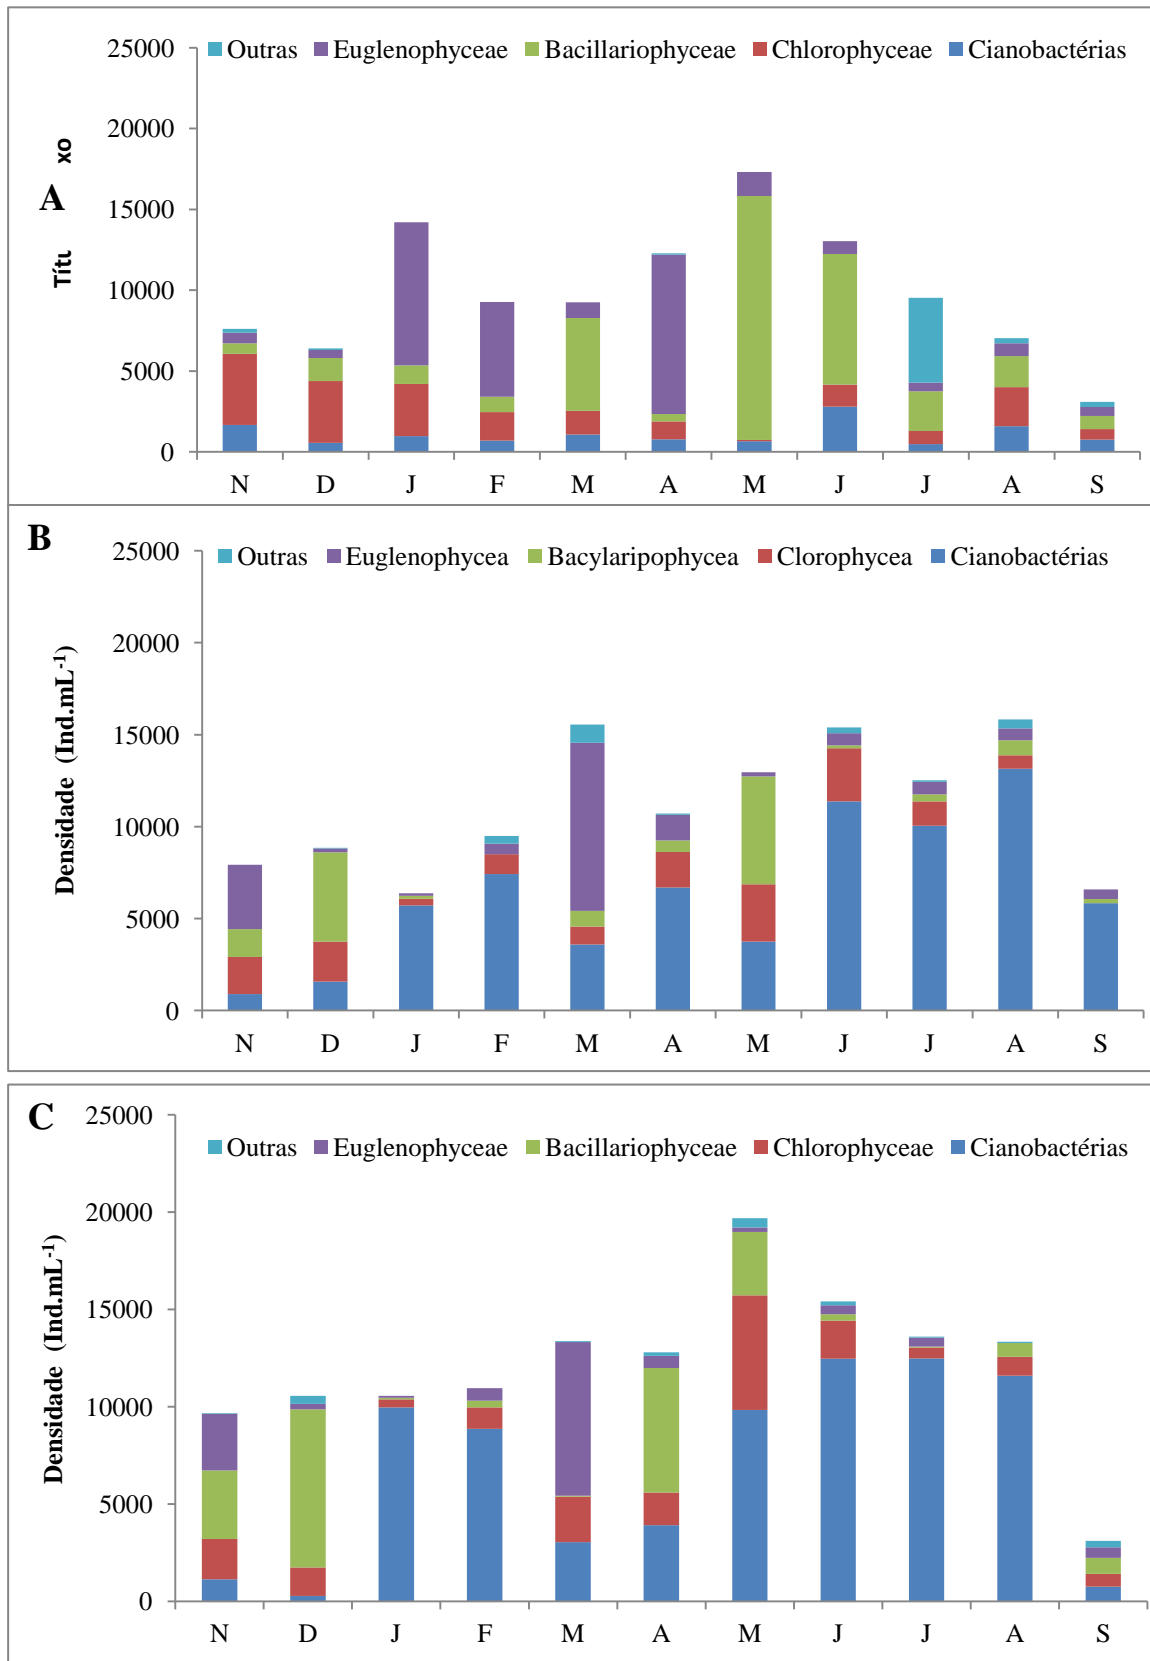 A
Títu xo
25000
20000
15000
10000
5000
0
Outras Euglenophyceae Bacillariophyceae Chlorophyceae Cianobactérias
N D J F M A M J J A S
B
Densidade (Ind.mL-1)
25000
20000
15000
10000
5000
0
Outras Euglenophycea Bacylaripophycea Clorophycea Cianobactérias
N D J F M A M J J A S
C
Densidade (Ind.mL-1)
25000
20000
15000
10000
5000
0
Outras Euglenophyceae Bacillariophyceae Chlorophyceae Cianobactérias
N D J F M A M J J A S